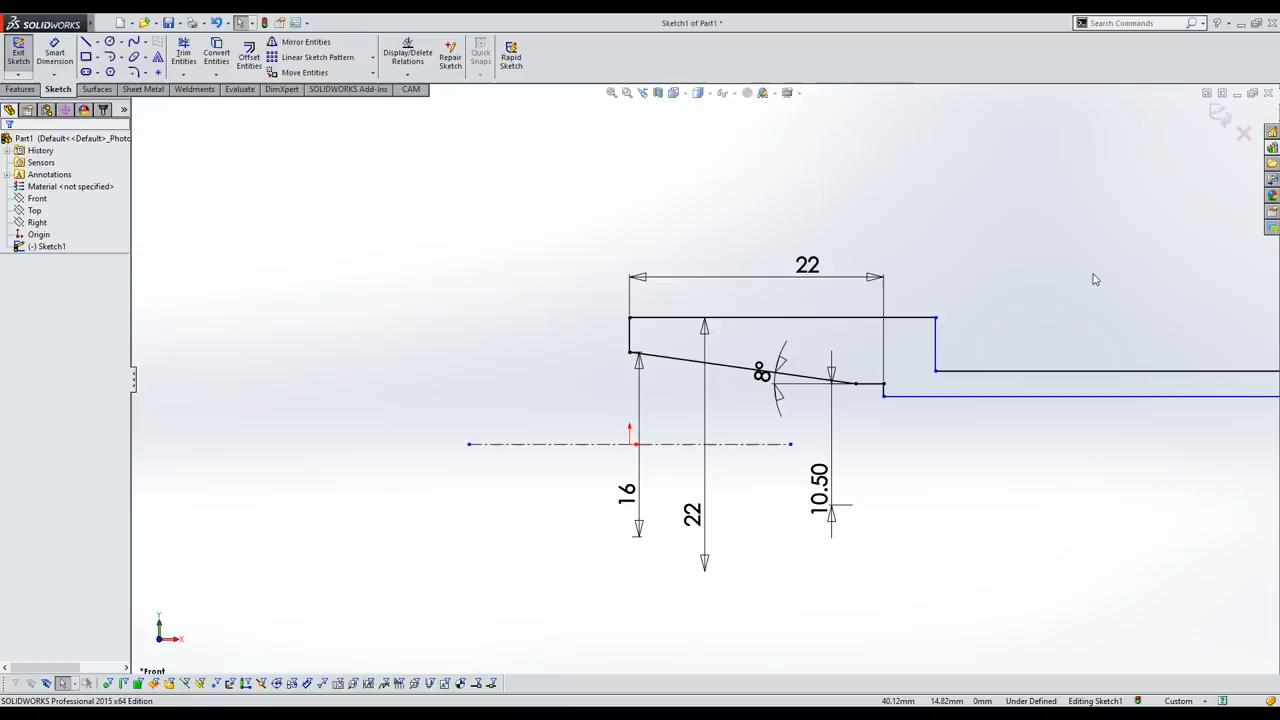 SOLIDWORKS
Sketch1 of Part1 *
Search Commands
Exit Sketch
Smart Dimension
Trim Entities
Convert Entities
Offset Entities
Mirror Entities
Linear Sketch Pattern
Move Entities
Display/Delete Relations
Repair Sketch
Quick Snaps
Rapid Sketch
Features
Sketch
Surfaces
Sheet Metal
Weldments
Evaluate
DimXpert
SOLIDWORKS Add-Ins
CAM
Part1 (Default<<Default>_Photo
History
Sensors
Annotations
Material <not specified>
Front
Top
Right
Origin
(-) Sketch1
22
8°
16
22
10.50
Y
X
*Front
SOLIDWORKS Professional 2015 x64 Edition
40.12mm
14.82mm
0mm
Under Defined
Editing Sketch1
Custom